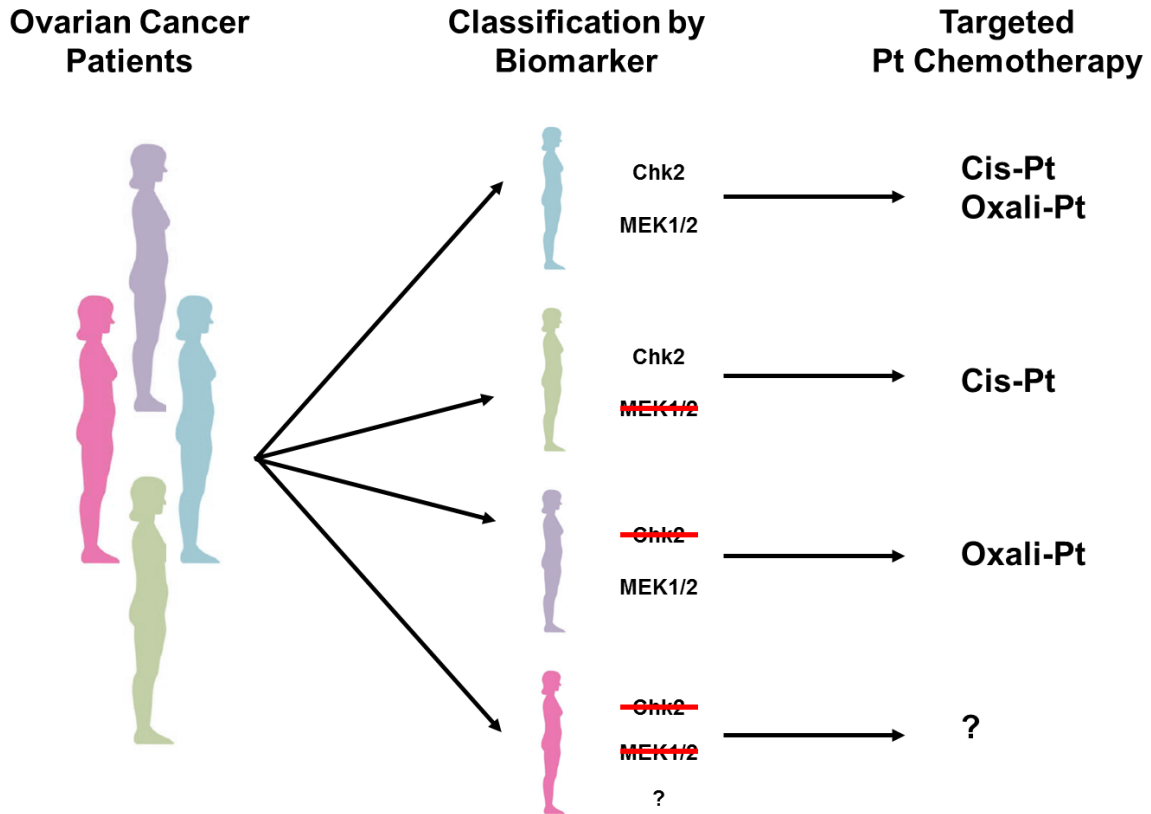 Ovarian Cancer
Patients
Classification by
Biomarker
Targeted
Pt Chemotherapy
Chk2
MEK1/2
Cis-Pt
Oxali-Pt
Chk2
MEK1/2
Cis-Pt
Chk2
MEK1/2
Oxali-Pt
Chk2
MEK1/2
?
?